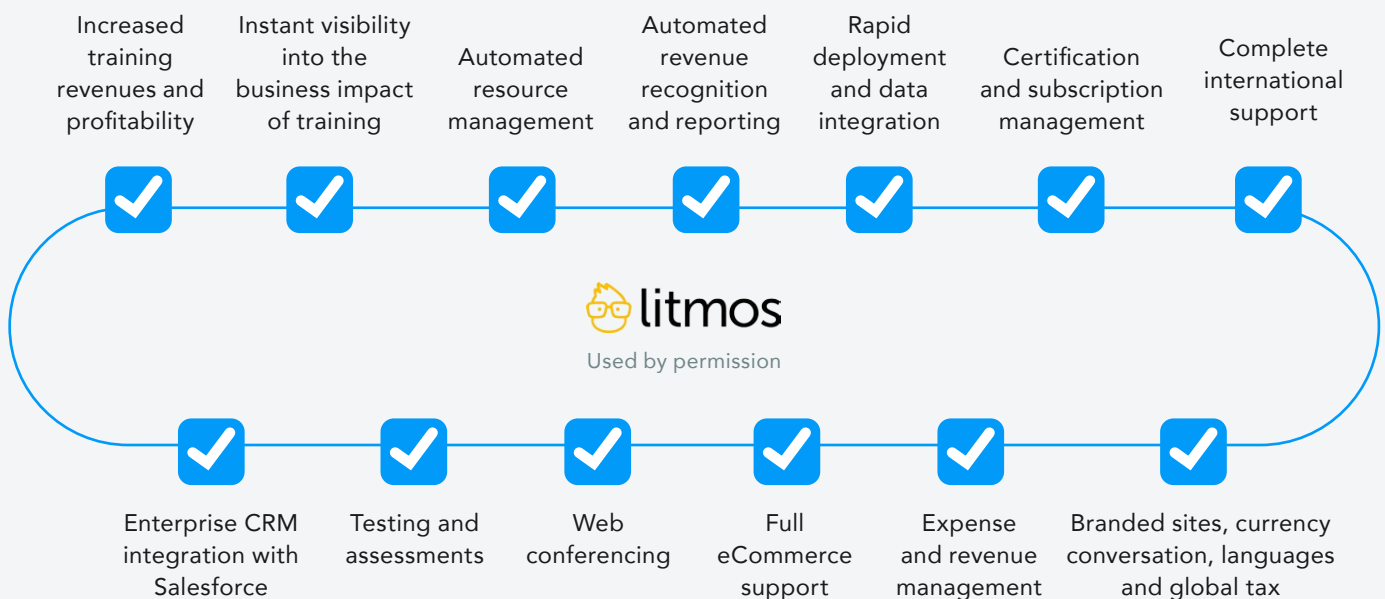 Increased
training
revenues and
profitability
Instant visibility
into the
business impact
of training
Automated
resource
management
Automated
revenue
recognition
and reporting
Rapid
deployment
and data
integration
Certification
and subscription
management
Complete
international
support
litmos
Used by permission
Enterprise CRM
integration with
Salesforce
Testing and
assessments
Web
conferencing
Full
eCommerce
support
Expense
and revenue
management
Branded sites, currency
conversation, languages
and global tax